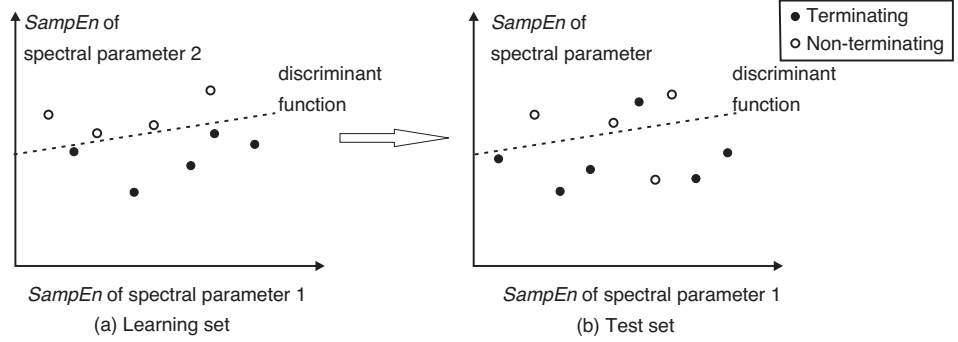 SampEn of
spectral parameter 2
discriminant
function
SampEn of spectral parameter 1
(a) Learning set
SampEn of
spectral parameter
discriminant
function
SampEn of spectral parameter 1
(b) Test set
Terminating
Non-terminating